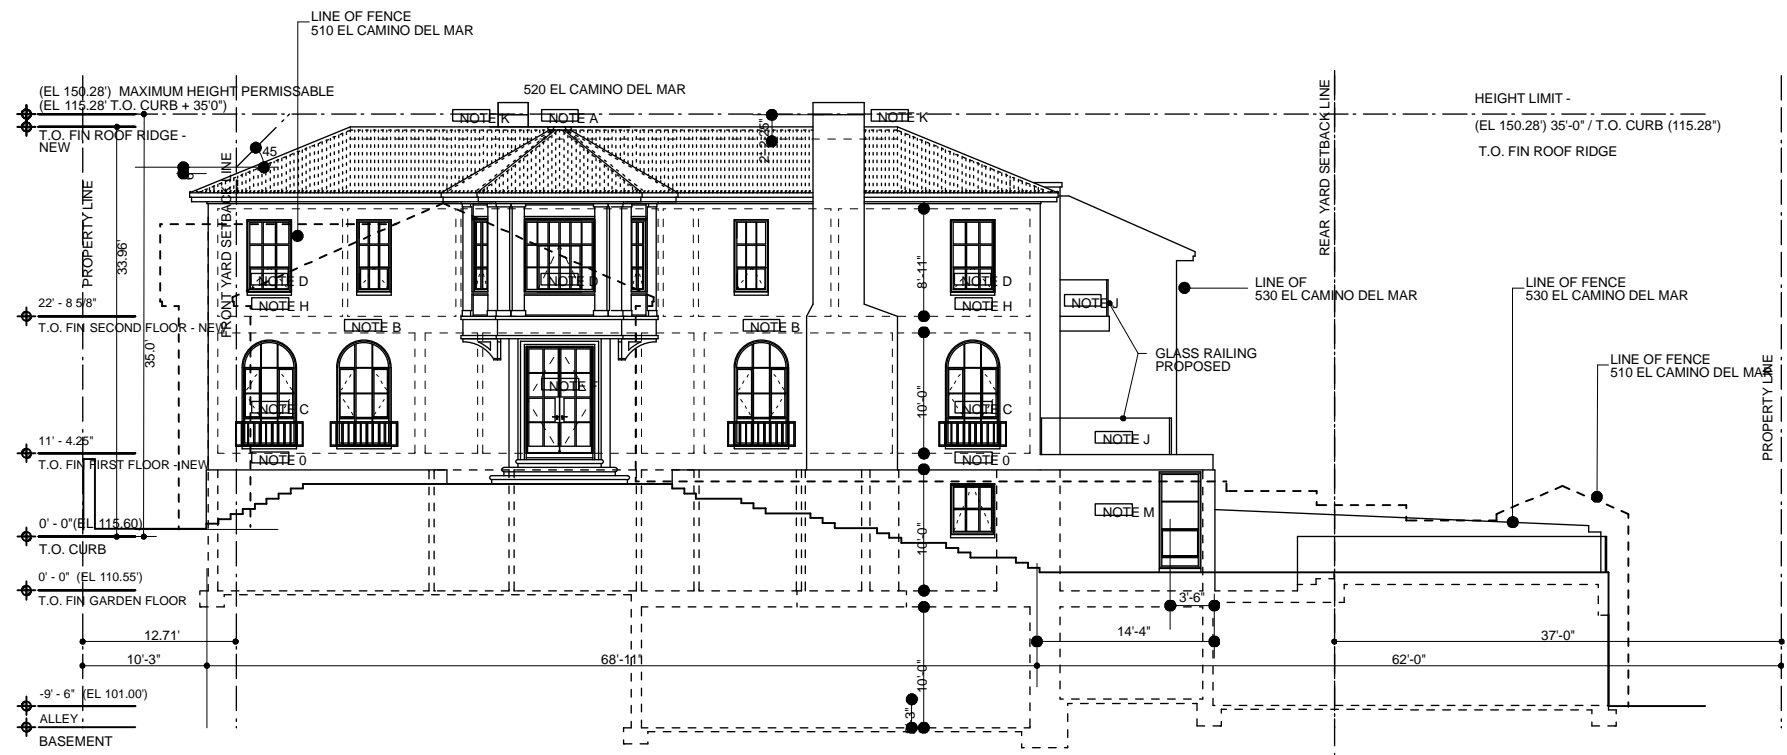 LINE OF FENCE
510 EL CAMINO DEL MAR
(EL 150.28') MAXIMUM HEIGHT PERMISSABLE
(EL 115.28' T.O. CURB + 35'0")
T.O. FIN ROOF RIDGE -
NEW
520 EL CAMINO DEL MAR
NOTE K
NOTE A
NOTE K
HEIGHT LIMIT -
(EL 150.28') 35'-0" / T.O. CURB (115.28")
T.O. FIN ROOF RIDGE
45
PROPERTY LINE
FRONT YARD SETBACK LINE
REAR YARD SETBACK LINE
PROPERTY LINE
33.96'
35.0'
NOTE D
NOTE D
NOTE D
NOTE H
NOTE H
8'-11"
NOTE J
LINE OF
530 EL CAMINO DEL MAR
LINE OF FENCE
530 EL CAMINO DEL MAR
22' - 8 5/8"
T.O. FIN SECOND FLOOR - NEW
NOTE B
NOTE B
GLASS RAILING
PROPOSED
LINE OF FENCE
510 EL CAMINO DEL MAR
NOTE F
NOTE C
NOTE C
10'-0"
11' - 4.25"
T.O. FIN FIRST FLOOR - NEW
NOTE 0
NOTE 0
NOTE J
NOTE M
0' - 0"(EL 115.60)
T.O. CURB
10'-0"
0' - 0" (EL 110.55')
T.O. FIN GARDEN FLOOR
3'-6"
12.71'
14'-4"
37'-0"
10'-3"
68'-11"
62'-0"
10'-0"
-9' - 6" (EL 101.00')
ALLEY
BASEMENT